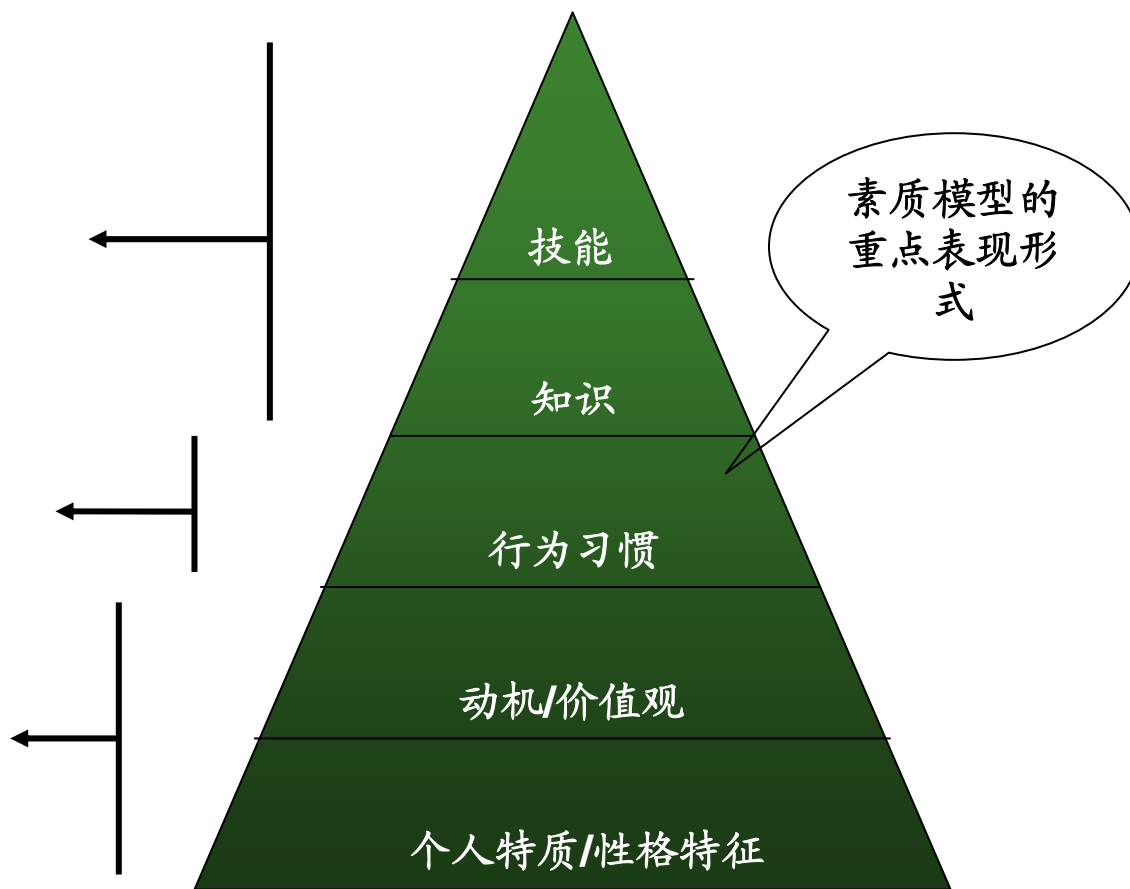 素质模型的
重点表现形
式
技能
知识
行为习惯
动机/价值观
个人特质/性格特征